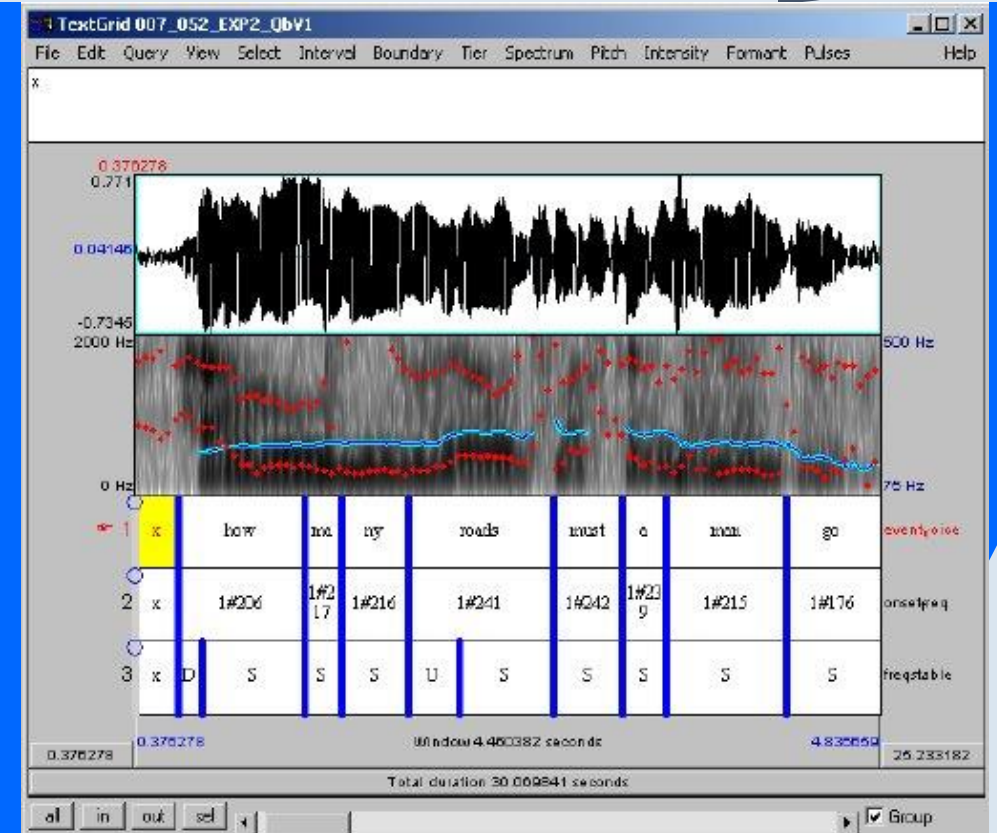 TextGrid 007_052_EXP2_QbV1
File Edit Query View Select Interval Boundary Tier Spectrum Pitch Intensity Formant Pulses Help
x
0.376278
0.771
0.04146
-0.7345
2000 Hz 500 Hz
0 Hz 75 Hz
1 x how ma ny roads must a man go
2 x 1#206 1#2 1#216 1#241 1#242 1#23 1#215 1#176 onsetfreq
17 9
3 x D S S S U S S S S S freqstable
0.376278 Window 4.460382 seconds
0.376278 25.233182
Total duration 30.069841 seconds
all in out sel Group